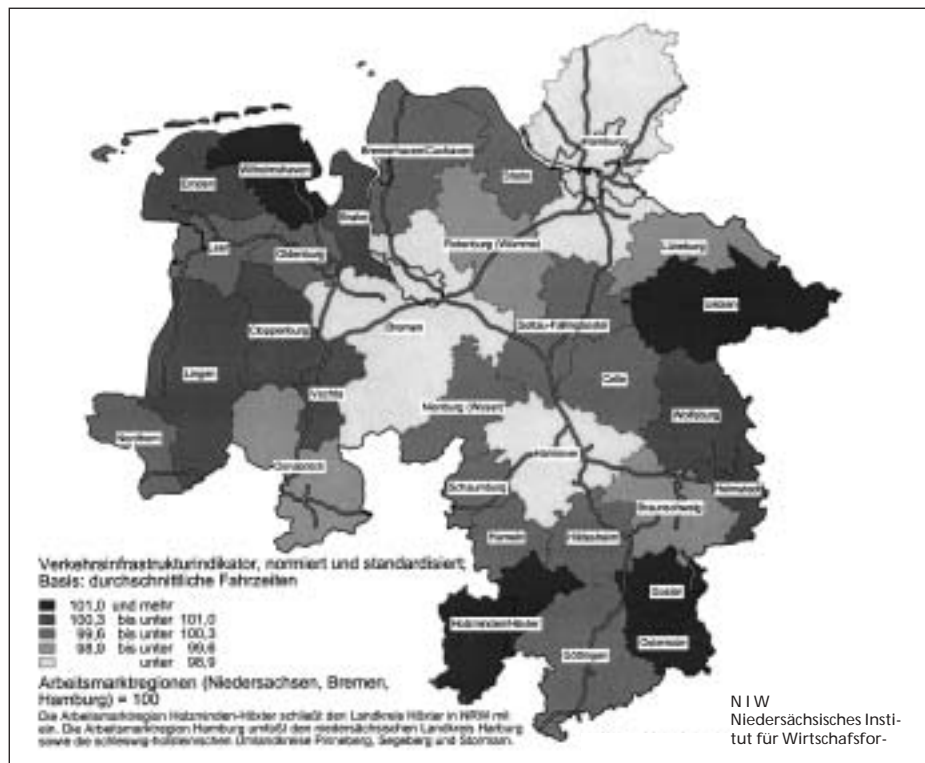 Hamburg
Bremerhaven/Cuxhaven
Wilhelmshaven
Stade
Emden
Brake
Leer
Oldenburg
Rotenburg (Wümme)
Lüneburg
Uelzen
Cloppenburg
Bremen
Soltau-Fallingbostel
Lingen
Celle
Vechta
Nienburg (Weser)
Wolfsburg
Nordhorn
Osnabrück
Hannover
Schaumburg
Helmstedt
Braunschweig
Hameln
Hildesheim
Goslar
Holzminden-Höxter
Osterode
Göttingen
Verkehrsinfrastrukturindikator, normiert und standardisiert;
Basis: durchschnittliche Fahrzeiten
101,0 und mehr
100,3 bis unter 101,0
99,6 bis unter 100,3
98,9 bis unter 99,6
unter 98,9
Arbeitsmarktregionen (Niedersachsen, Bremen,
Hamburg) = 100
Die Arbeitsmarktregion Holzminden-Höxter schließt den Landkreis Höxter in NRW mit
ein. Die Arbeitsmarktregion Hamburg umfaßt den niedersächsischen Landkreis Harburg
sowie die schleswig-holsteinischen Umlandkreise Pinneberg, Segeberg und Stormarn.
N I W
Niedersächsisches Insti-
tut für Wirtschafsfor-